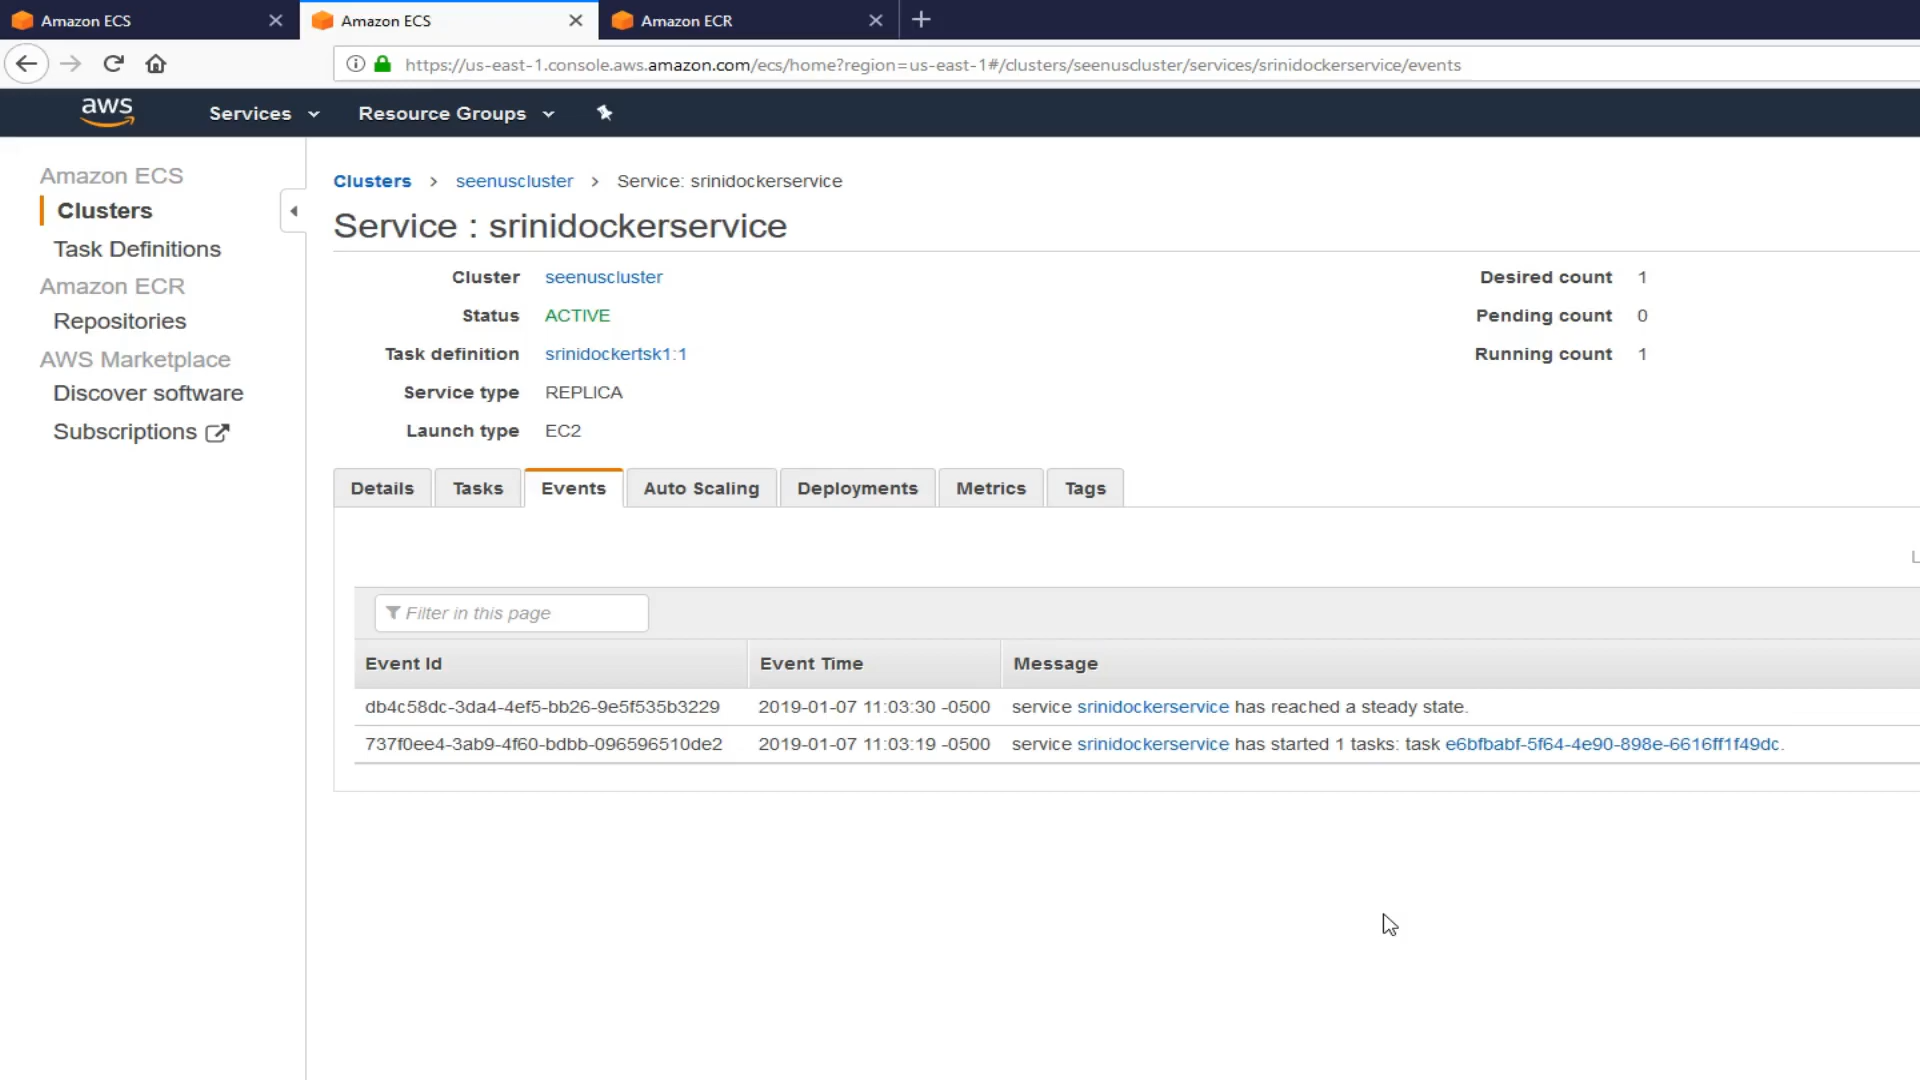 Amazon ECS
Amazon ECS
Amazon ECR
https://us-east-1.console.aws.amazon.com/ecs/home?region=us-east-1#/clusters/seenuscluster/services/srinidockerservice/events
aws
Services
Resource Groups
Amazon ECS
Clusters
Task Definitions
Amazon ECR
Repositories
AWS Marketplace
Discover software
Subscriptions
Clusters > seenuscluster > Service: srinidockerservice
Service : srinidockerservice
Cluster seenuscluster
Status ACTIVE
Task definition srinidockertsk1:1
Service type REPLICA
Launch type EC2
Desired count 1
Pending count 0
Running count 1
Details Tasks Events Auto Scaling Deployments Metrics Tags
Filter in this page
Event Id Event Time Message
db4c58dc-3da4-4ef5-bb26-9e5f535b3229 2019-01-07 11:03:30 -0500 service srinidockerservice has reached a steady state.
737f0ee4-3ab9-4f60-bdbb-096596510de2 2019-01-07 11:03:19 -0500 service srinidockerservice has started 1 tasks: task e6bfbabf-5f64-4e90-898e-6616ff1f49dc.